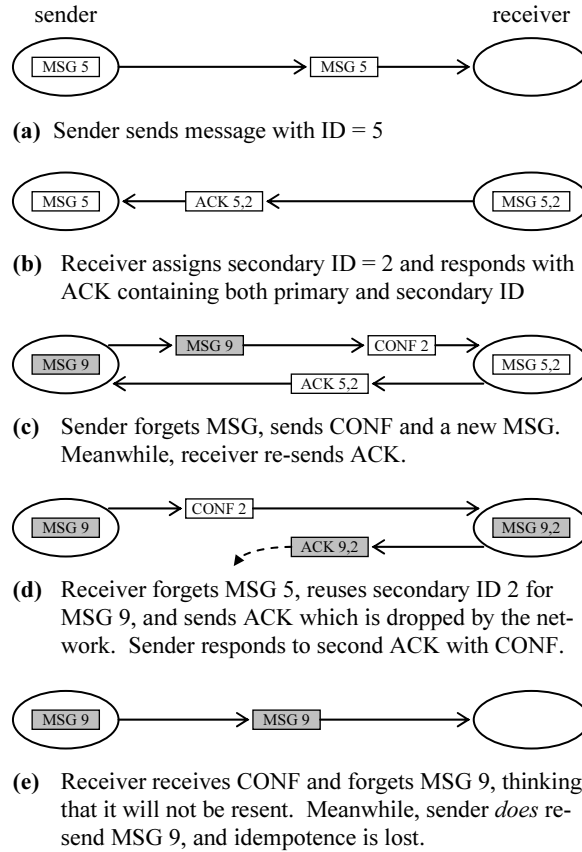 sender receiver
MSG 5 MSG 5
(a) Sender sends message with ID = 5
MSG 5 ACK 5,2 MSG 5,2
(b) Receiver assigns secondary ID = 2 and responds with
ACK containing both primary and secondary ID
MSG 9 CONF 2
MSG 9 MSG 5,2
ACK 5,2
(c) Sender forgets MSG, sends CONF and a new MSG.
Meanwhile, receiver re-sends ACK.
CONF 2
MSG 9 MSG 9,2
ACK 9,2
(d) Receiver forgets MSG 5, reuses secondary ID 2 for
MSG 9, and sends ACK which is dropped by the net-
work. Sender responds to second ACK with CONF.
MSG 9 MSG 9
(e) Receiver receives CONF and forgets MSG 9, thinking
that it will not be resent. Meanwhile, sender does re-
send MSG 9, and idempotence is lost.